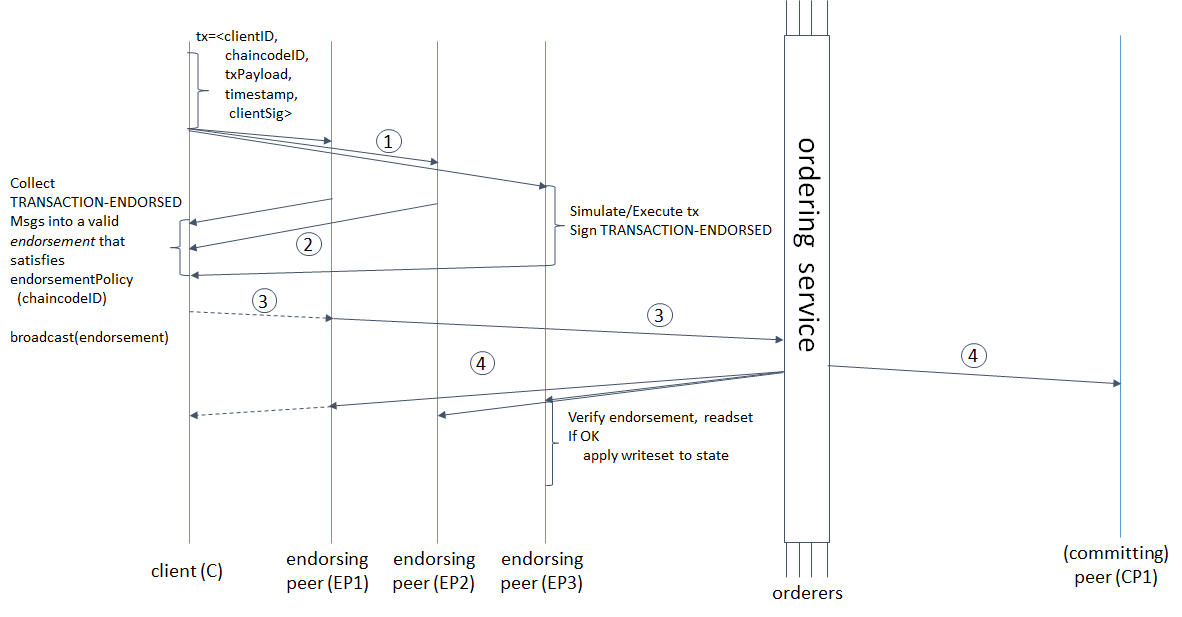 tx=<clientID,
chaincodeID,
txPayload,
timestamp,
clientSig>
1
Collect
TRANSACTION-ENDORSED
Msgs into a valid
endorsement that
satisfies
endorsementPolicy
(chaincodeID)
broadcast(endorsement)
Simulate/Execute tx
Sign TRANSACTION-ENDORSED
2
3
3
4
4
Verify endorsement, readset
If OK
apply writeset to state
ordering service
client (C)
endorsing
peer (EP1)
endorsing
peer (EP2)
endorsing
peer (EP3)
orderers
(committing)
peer (CP1)